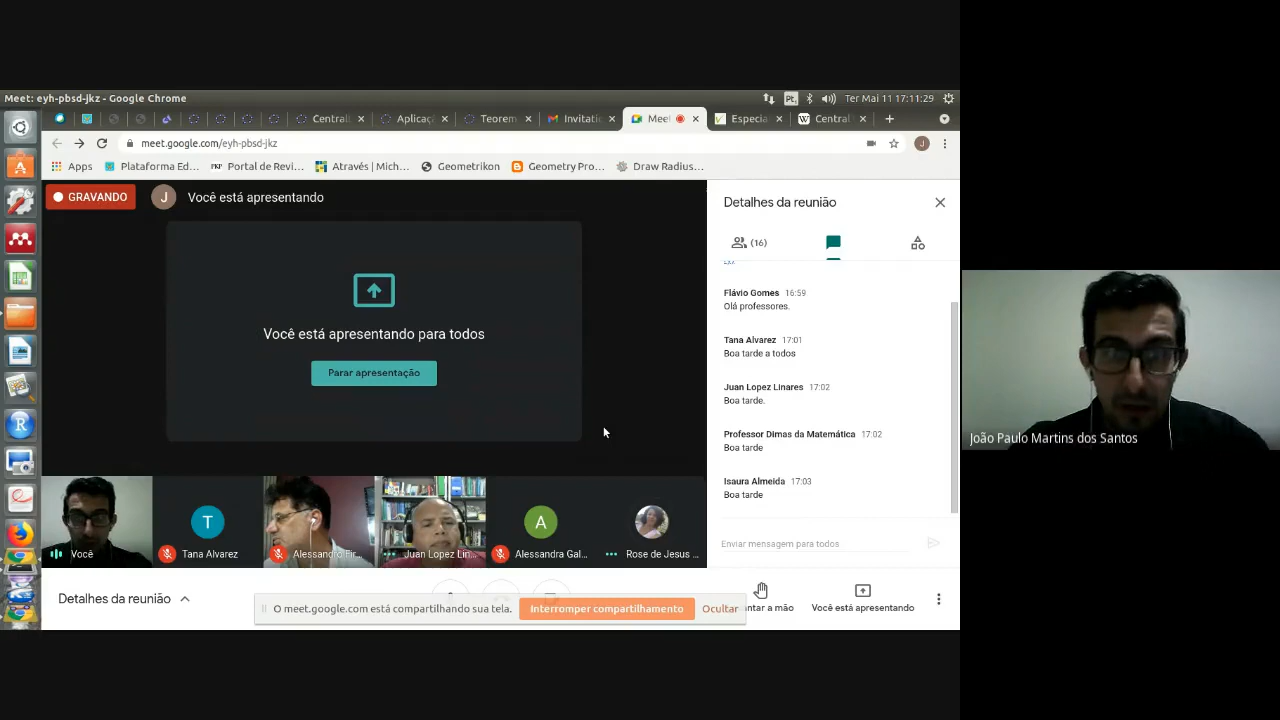 Meet: eyh-pbsd-jkz - Google Chrome
Pt
Ter Mai 11 17:11:29
Centrali
Aplicaç
Teorem
Invitatio
Meet
Especia
Central
meet.google.com/eyh-pbsd-jkz
J
Apps
Plataforma Ed...
Portal de Revi...
Através | Mich...
Geometrikon
Geometry Pro...
Draw Radius...
GRAVANDO
J
Você está apresentando
Você está apresentando para todos
Parar apresentação
Detalhes da reunião
(16)
Flávio Gomes 16:59
Olá professores.
Tana Alvarez 17:01
Boa tarde a todos
Juan Lopez Linares 17:02
Boa tarde.
Professor Dimas da Matemática 17:02
Boa tarde
Isaura Almeida 17:03
Boa tarde
Enviar mensagem para todos
Você
T
Tana Alvarez
Alessandro Fir...
Juan Lopez Lin...
A
Alessandra Gal...
Rose de Jesus ...
Detalhes da reunião
O meet.google.com está compartilhando sua tela.
Interromper compartilhamento
Ocultar
antar a mão
Você está apresentando
João Paulo Martins dos Santos